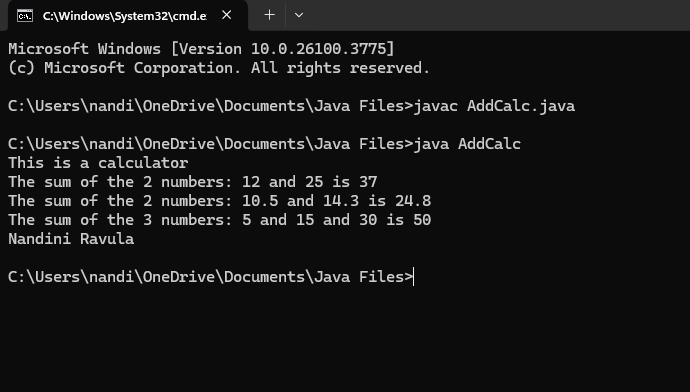 C:\Windows\System32\cmd.e
Microsoft Windows [Version 10.0.26100.3775]
(c) Microsoft Corporation. All rights reserved.
C:\Users\nandi\OneDrive\Documents\Java Files>javac AddCalc.java
C:\Users\nandi\OneDrive\Documents\Java Files>java AddCalc
This is a calculator
The sum of the 2 numbers: 12 and 25 is 37
The sum of the 2 numbers: 10.5 and 14.3 is 24.8
The sum of the 3 numbers: 5 and 15 and 30 is 50
Nandini Ravula
C:\Users\nandi\OneDrive\Documents\Java Files>